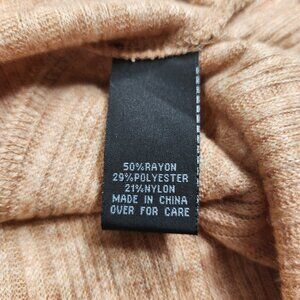 50%RAYON
29%POLYESTER
21%NYLON
MADE IN CHINA
OVER FOR CARE